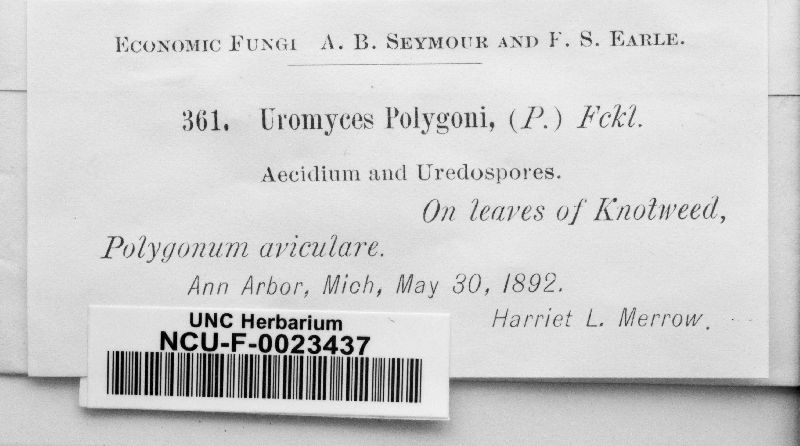 Economic Fungi A. B. Seymour and F. S. Earle.
361. Uromyces Polygoni, (P.) Fckl.
Aecidium and Uredospores.
On leaves of Knotweed,
Polygonum aviculare.
Ann Arbor, Mich, May 30, 1892.
Harriet L. Merrow.
UNC Herbarium
NCU-F-0023437